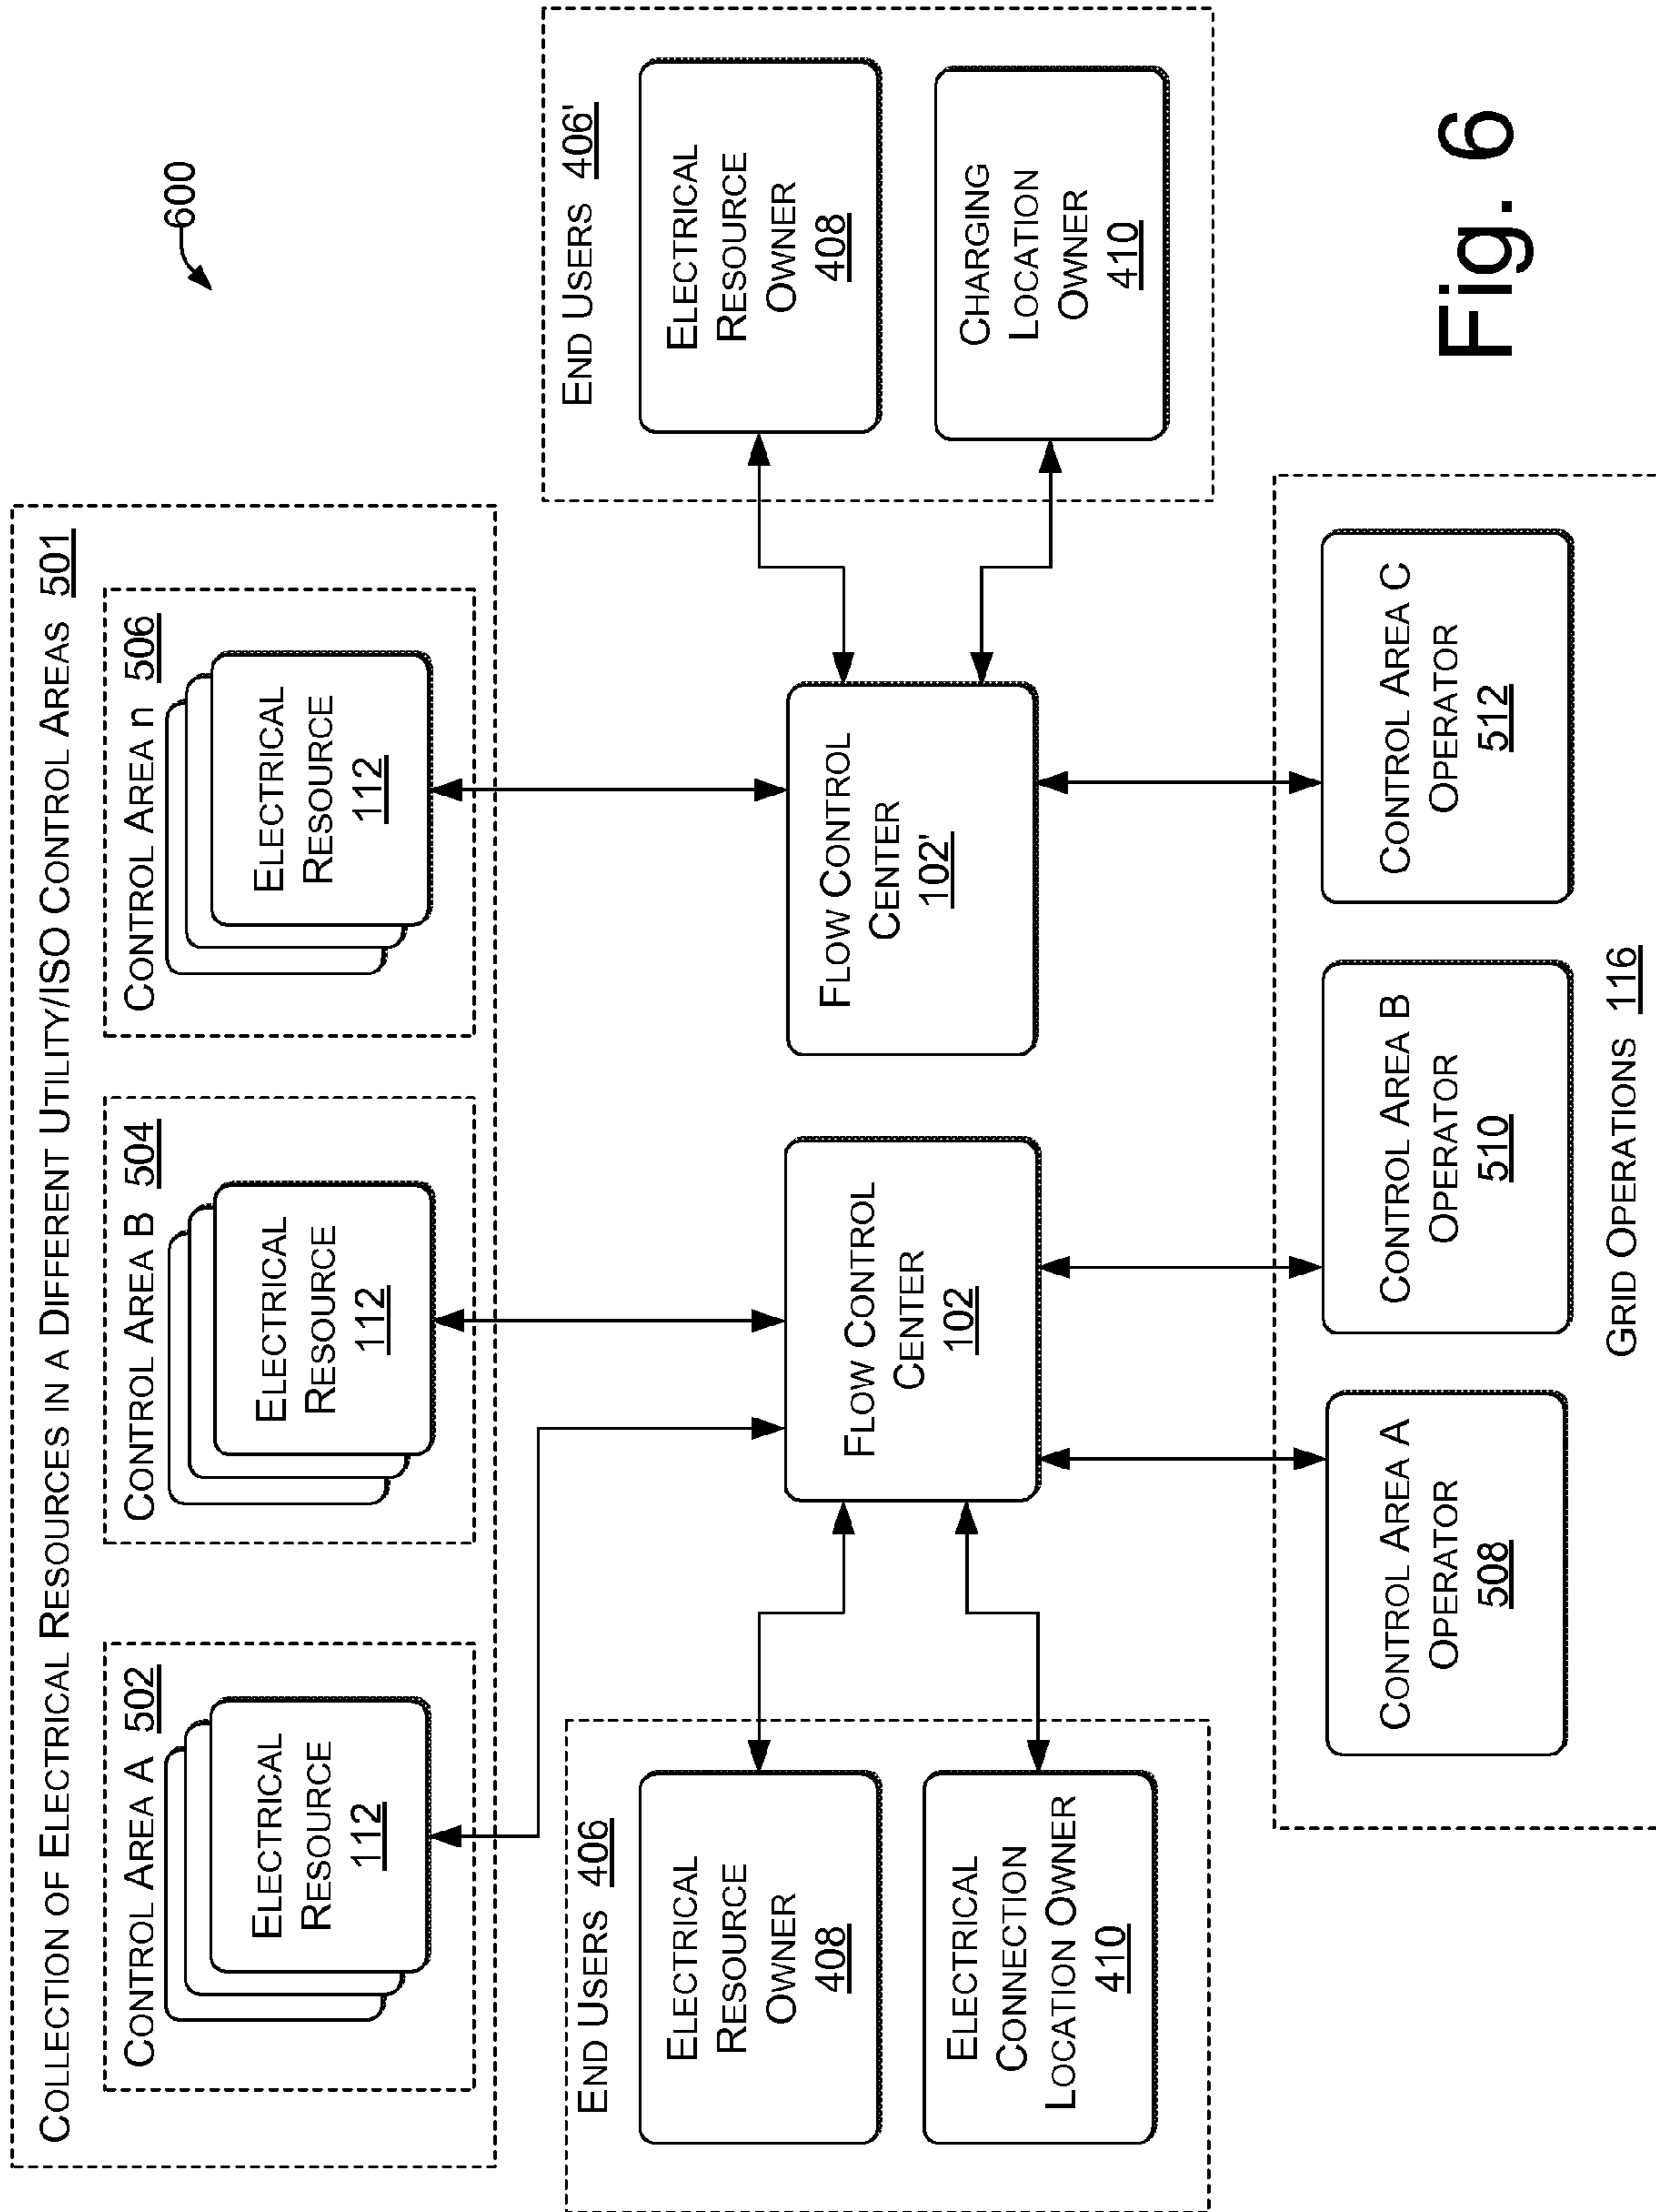 600
COLLECTION OF ELECTRICAL RESOURCES IN A DIFFERENT UTILITY/ISO CONTROL AREAS 501
CONTROL AREA A 502
ELECTRICAL
RESOURCE
112
CONTROL AREA B 504
ELECTRICAL
RESOURCE
112
CONTROL AREA n 506
ELECTRICAL
RESOURCE
112
END USERS 406
ELECTRICAL
RESOURCE
OWNER
408
ELECTRICAL
CONNECTION
LOCATION OWNER
410
FLOW CONTROL
CENTER
102
FLOW CONTROL
CENTER
102'
END USERS 406'
ELECTRICAL
RESOURCE
OWNER
408
CHARGING
LOCATION
OWNER
410
CONTROL AREA A
OPERATOR
508
CONTROL AREA B
OPERATOR
510
CONTROL AREA C
OPERATOR
512
GRID OPERATIONS 116
Fig. 6